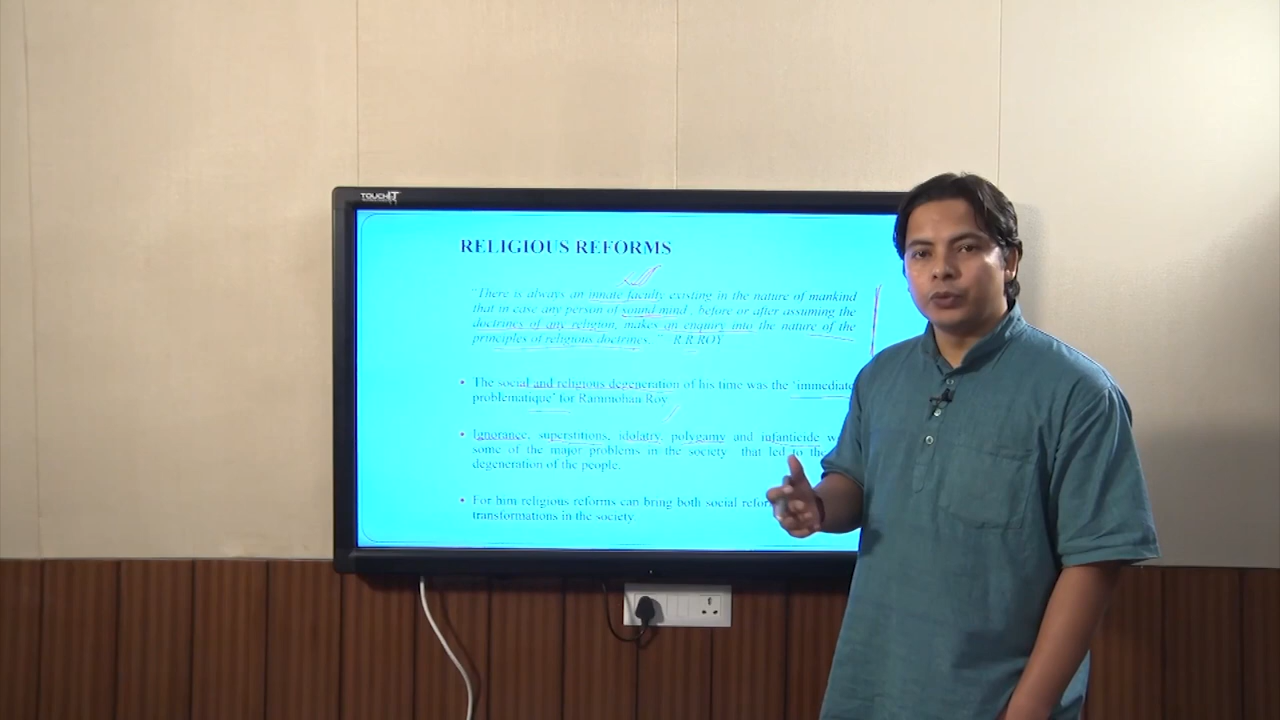 TOUCHIT
RELIGIOUS REFORMS
"There is always an innate faculty existing in the nature of mankind
that in case any person of sound mind , before or after assuming the
doctrines of any religion, makes an enquiry into the nature of the
principles of religious doctrines." R R ROY
• The social and religious degeneration of his time was the 'immediate
problematique' for Rammohan Roy
• Ignorance, superstitions, idolatry, polygamy and infanticide
some of the major problems in the society that led to the
degeneration of the people.
• For him religious reforms can bring both social
transformations in the society